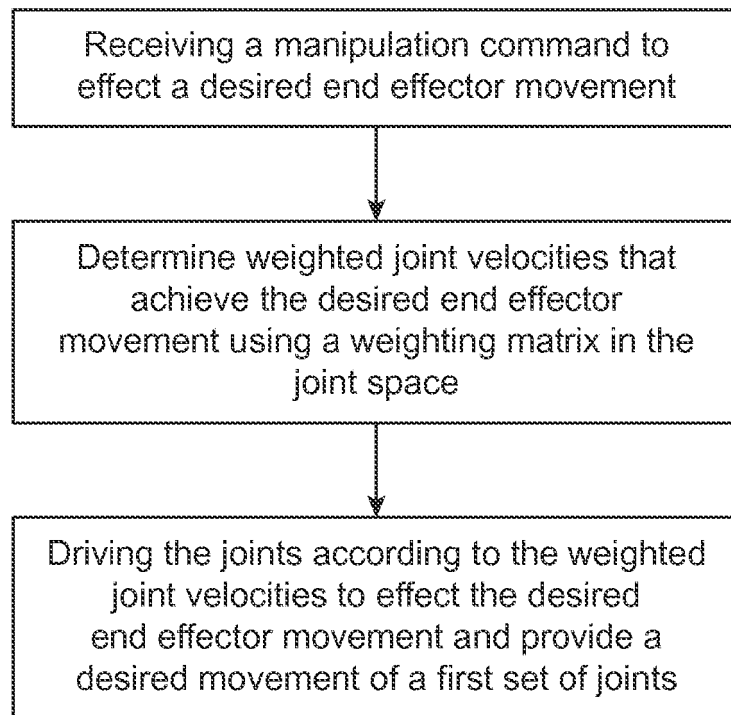 Receiving a manipulation command to
effect a desired end effector movement
Determine weighted joint velocities that
achieve the desired end effector
movement using a weighting matrix in the
joint space
Driving the joints according to the weighted
joint velocities to effect the desired
end effector movement and provide a
desired movement of a first set of joints